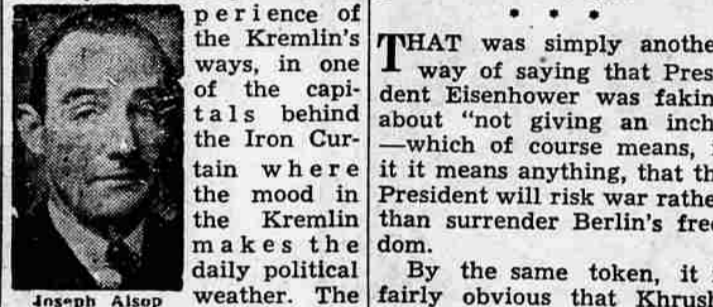 perience of
the Kremlin's
ways, in one
of the capi-
tals behind
the Iron Cur-
tain where
the mood in
the Kremlin
makes the
daily political
weather. The
Joseph Alsop
* * *
THAT was simply anothe
way of saying that Pres
dent Eisenhower was fakin
about "not giving an inch
—which of course means,
it it means anything, that th
President will risk war rathe
than surrender Berlin's free
dom.
By the same token, it
fairly obvious that Khrush